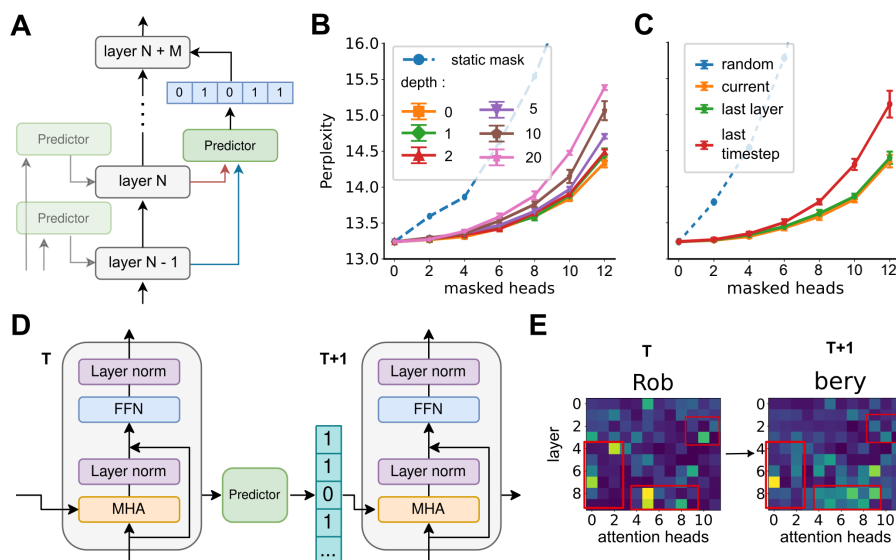 A
layer N + M
0 1 0 1 1
Predictor
Predictor
layer N
Predictor
layer N - 1
B
16.0
15.5
15.0
14.5
14.0
13.5
13.0
Perplexity
static mask
depth :
0
1
2
5
10
20
0 2 4 6 8 10 12
masked heads
C
random
current
last layer
last
timestep
0 2 4 6 8 10 12
masked heads
D
T
Layer norm
FFN
Layer norm
MHA
Predictor
T+1
1
1
0
1
...
Layer norm
FFN
Layer norm
MHA
E
T
Rob
T+1
bery
layer
0
2
4
6
8
0 2 4 6 8 10
attention heads
0
2
4
6
8
0 2 4 6 8 10
attention heads